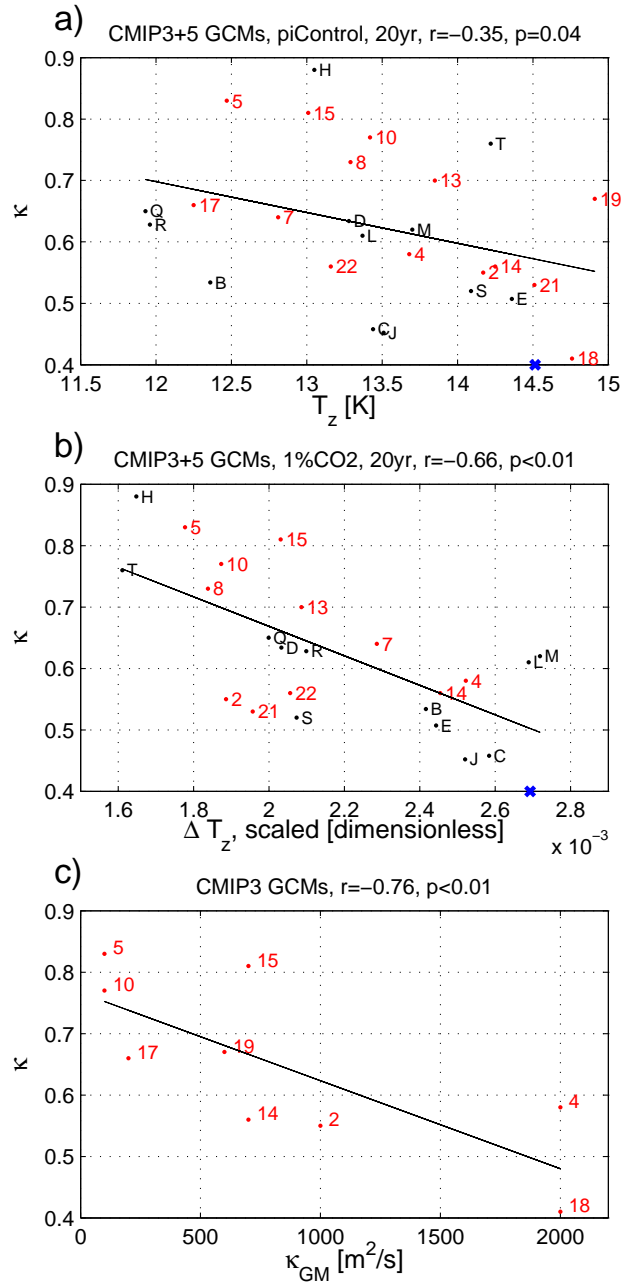 a)
CMIP3+5 GCMs, piControl, 20yr, r=−0.35, p=0.04
0.9
0.8
0.7
0.6
0.5
0.4
κ
H
5
15
10
T
8
13
19
17
Q
7
D
M
R
L
4
14
22
2
B
21
S
E
C
J
18
11.5 12 12.5 13 13.5 14 14.5 15
T_z [K]
b)
CMIP3+5 GCMs, 1%CO2, 20yr, r=−0.66, p<0.01
0.9
0.8
0.7
0.6
0.5
0.4
κ
H
5
15
10
T
8
13
Q
7
D
R
M
L
4
22
14
2
B
21
S
E
C
J
1.6 1.8 2 2.2 2.4 2.6 2.8
Δ T_z, scaled [dimensionless]
x 10^{−3}
c)
CMIP3 GCMs, r=−0.76, p<0.01
0.9
0.8
0.7
0.6
0.5
0.4
κ
5
15
10
19
17
4
14
2
18
0 500 1000 1500 2000
κ_{GM} [m²/s]